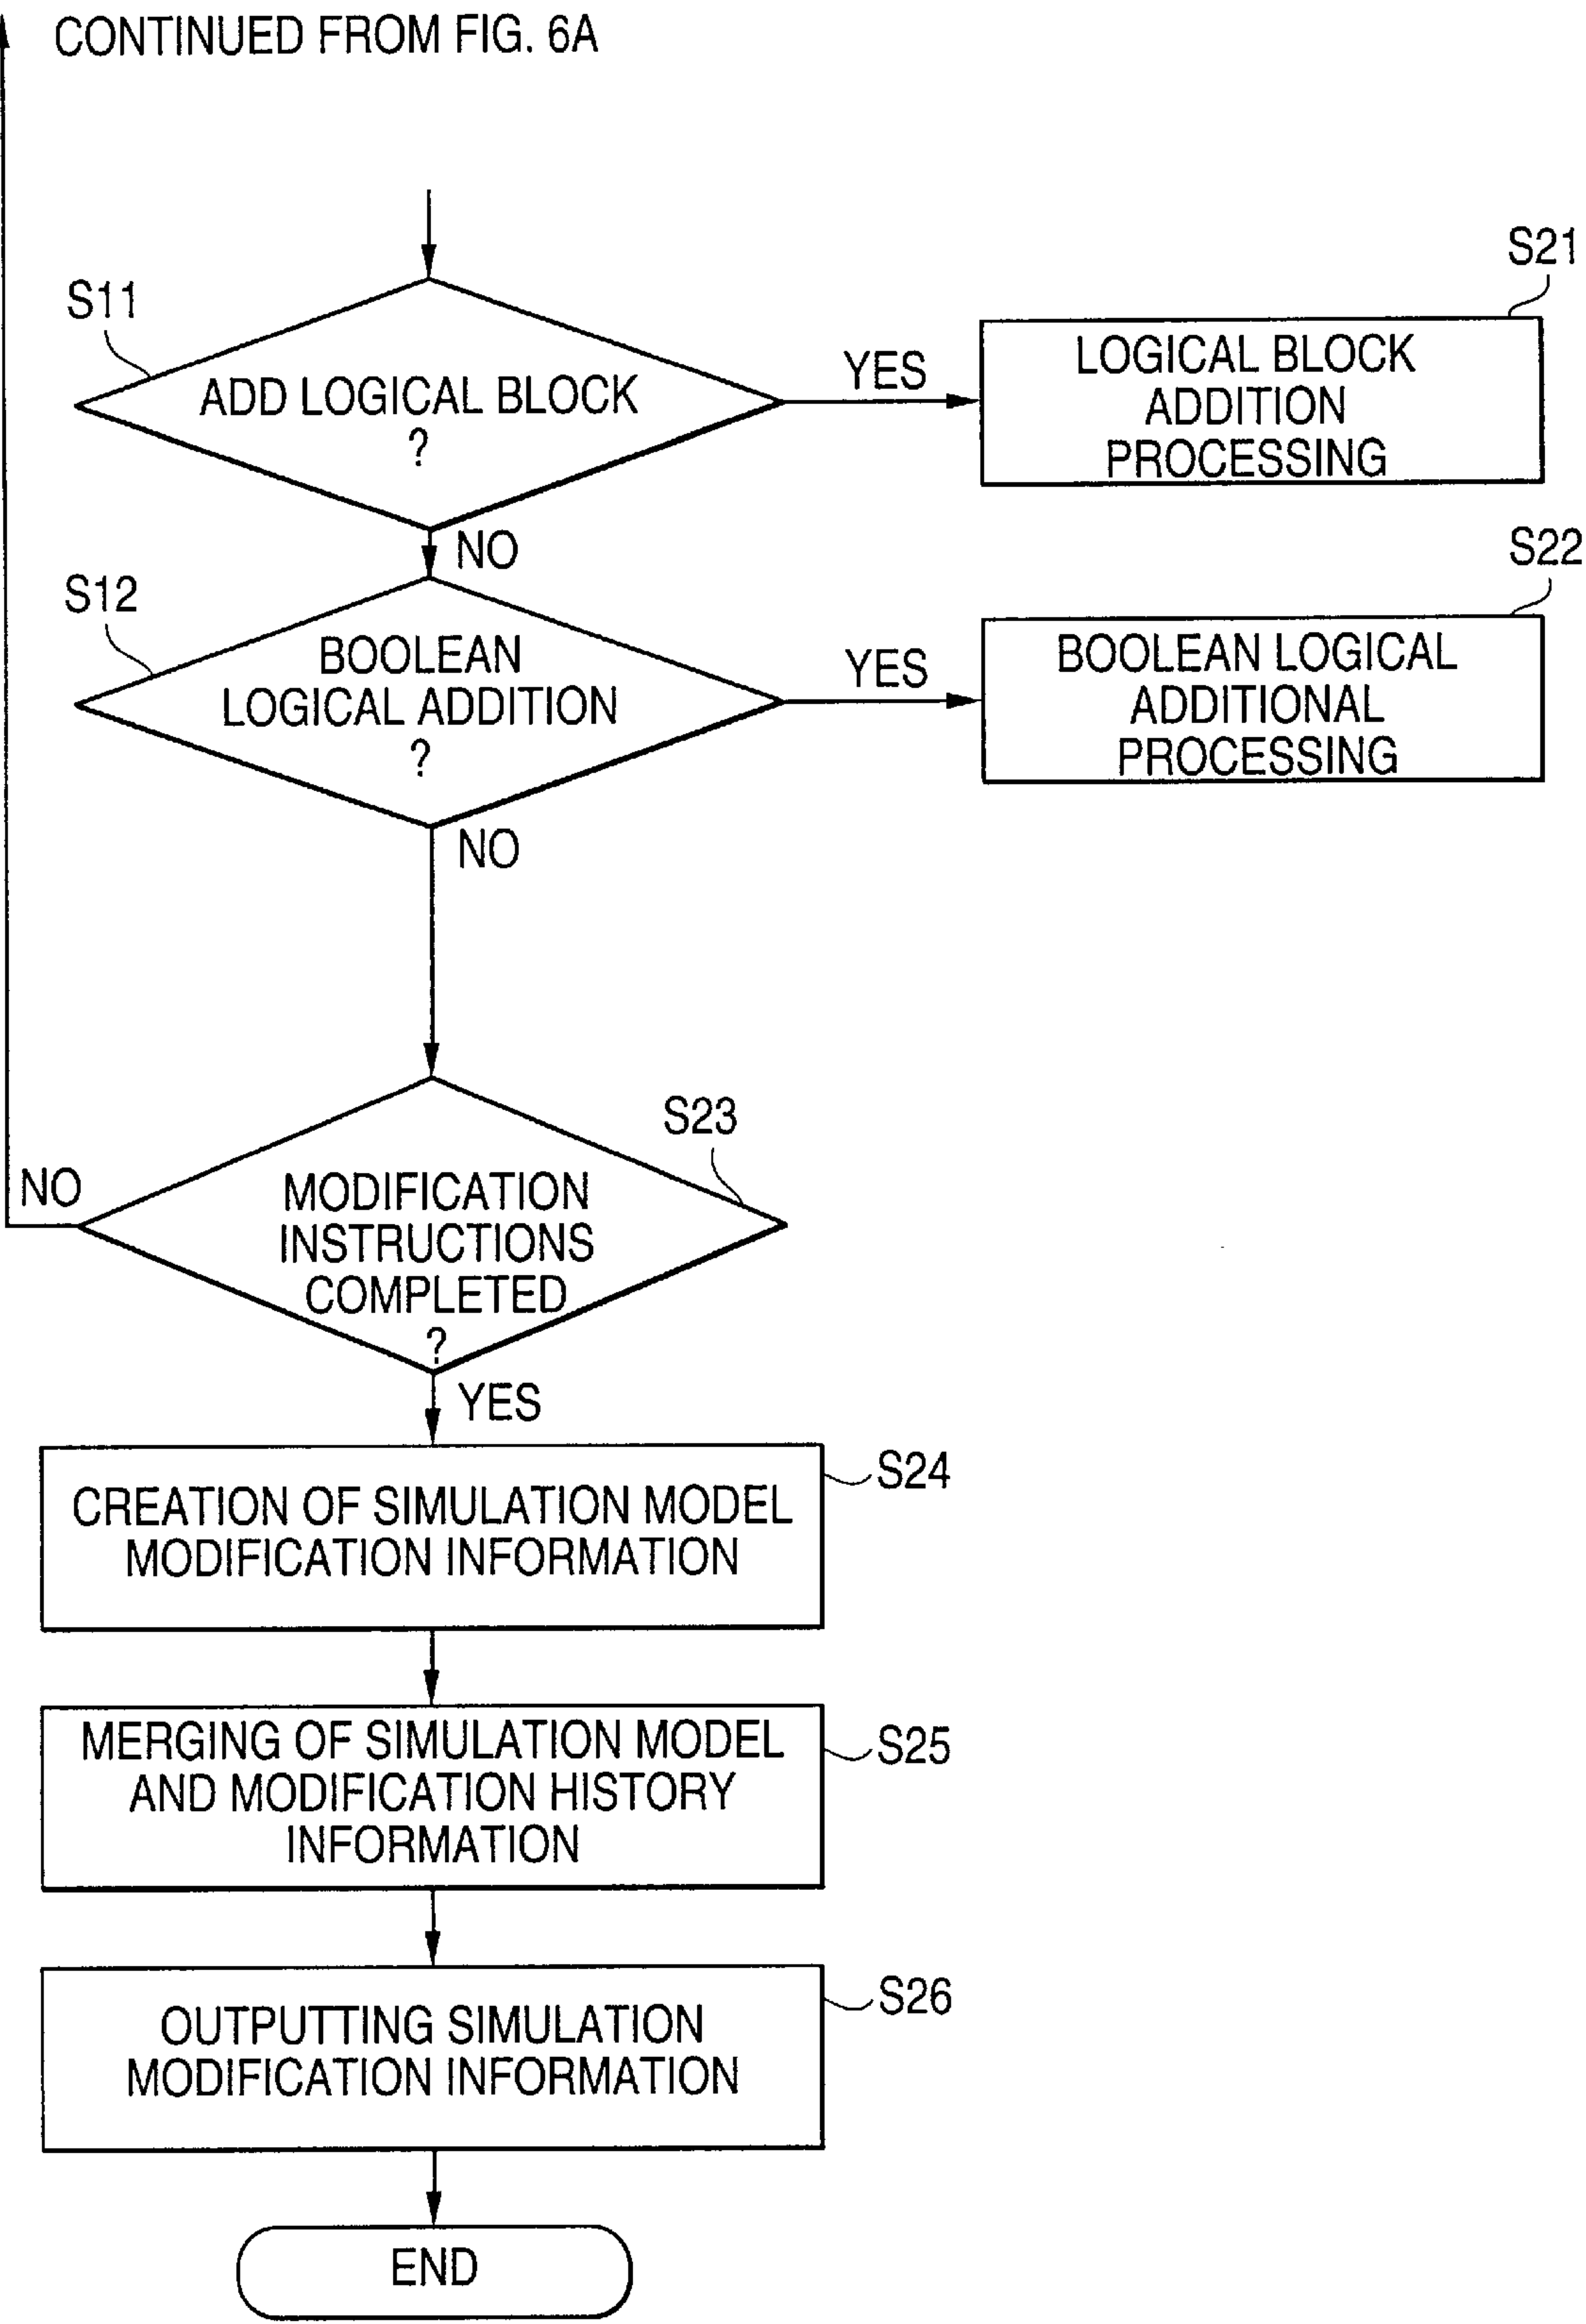 CONTINUED FROM FIG. 6A
S11
ADD LOGICAL BLOCK
?
YES
S21
LOGICAL BLOCK
ADDITION
PROCESSING
NO
S12
BOOLEAN
LOGICAL ADDITION
?
YES
S22
BOOLEAN LOGICAL
ADDITIONAL
PROCESSING
NO
S23
MODIFICATION
INSTRUCTIONS
COMPLETED
?
NO
YES
S24
CREATION OF SIMULATION MODEL
MODIFICATION INFORMATION
S25
MERGING OF SIMULATION MODEL
AND MODIFICATION HISTORY
INFORMATION
S26
OUTPUTTING SIMULATION
MODIFICATION INFORMATION
END